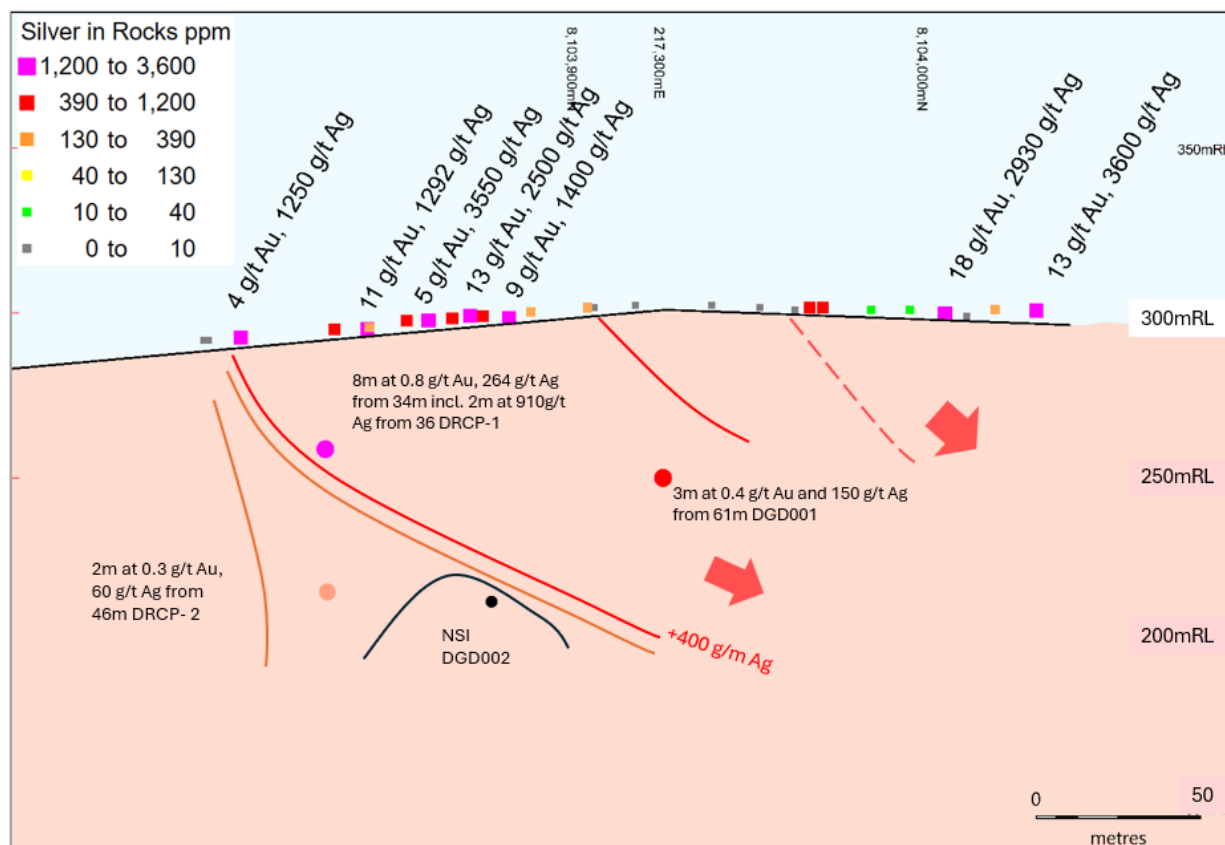 Silver in Rocks ppm
1,200 to 3,600
390 to 1,200
130 to 390
40 to 130
10 to 40
0 to 10
8,103,900mN
217,300mE
8,104,000mN
350mRL
4 g/t Au, 1250 g/t Ag
11 g/t Au, 1292 g/t Ag
5 g/t Au, 3550 g/t Ag
13 g/t Au, 2500 g/t Ag
9 g/t Au, 1400 g/t Ag
18 g/t Au, 2930 g/t Ag
13 g/t Au, 3600 g/t Ag
300mRL
8m at 0.8 g/t Au, 264 g/t Ag
from 34m incl. 2m at 910g/t
Ag from 36 DRCP-1
250mRL
3m at 0.4 g/t Au and 150 g/t Ag
from 61m DGD001
2m at 0.3 g/t Au,
60 g/t Ag from
46m DRCP- 2
NSI
DGD002
+400 g/m Ag
200mRL
0
50
metres